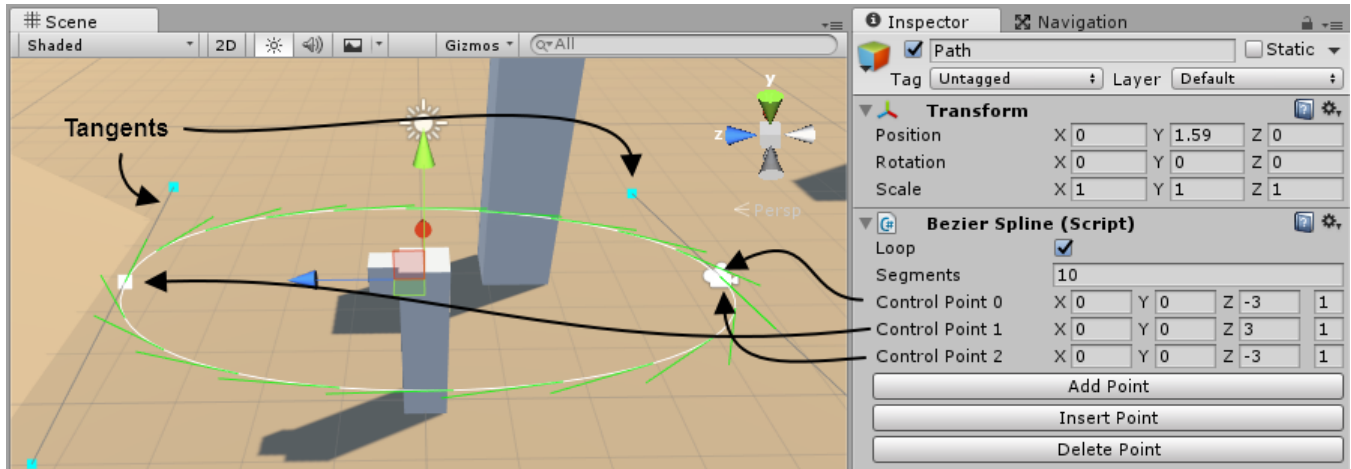 Scene
Shaded 2D Gizmos All
Tangents
y
z
Persp
Inspector Navigation
Path Static
Tag Untagged Layer Default
Transform
Position X 0 Y 1.59 Z 0
Rotation X 0 Y 0 Z 0
Scale X 1 Y 1 Z 1
C# Bezier Spline (Script)
Loop
Segments 10
Control Point 0 X 0 Y 0 Z -3 1
Control Point 1 X 0 Y 0 Z 3 1
Control Point 2 X 0 Y 0 Z -3 1
Add Point
Insert Point
Delete Point